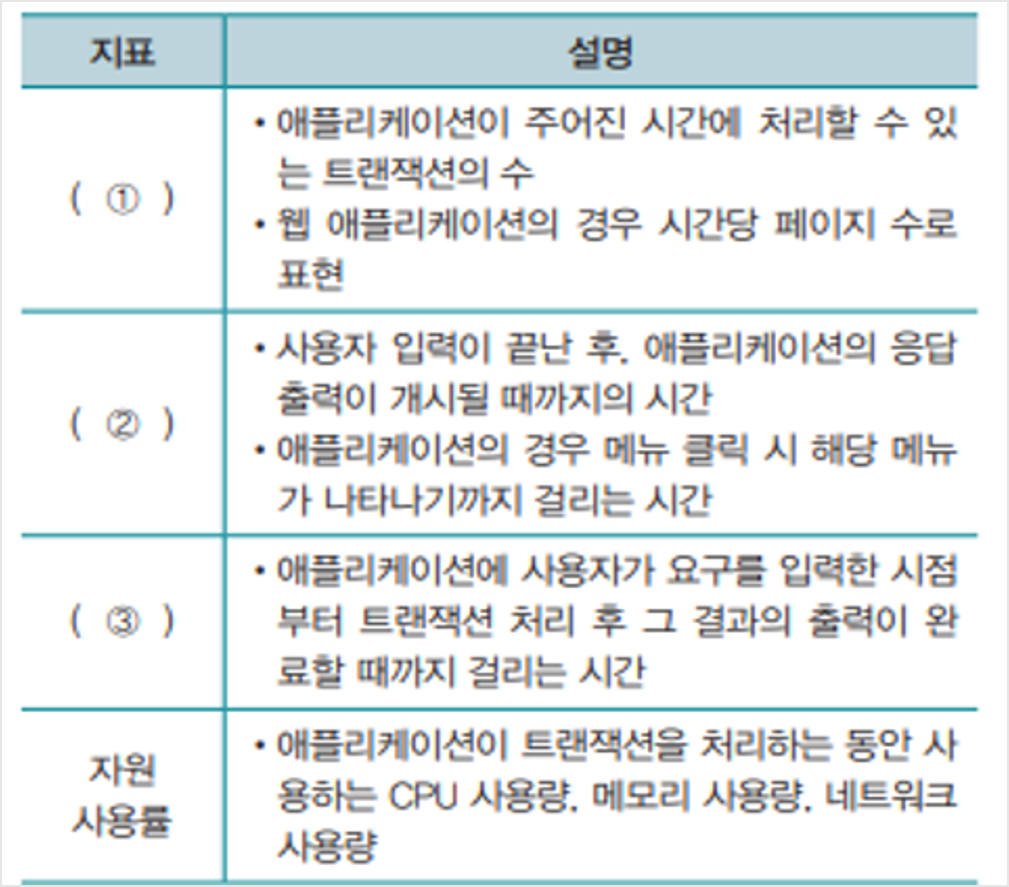 지표 설명
( ① )
• 애플리케이션이 주어진 시간에 처리할 수 있
는 트랜잭션의 수
• 웹 애플리케이션의 경우 시간당 페이지 수로
표현
( ② )
• 사용자 입력이 끝난 후, 애플리케이션의 응답
출력이 개시될 때까지의 시간
• 애플리케이션의 경우 메뉴 클릭 시 해당 메뉴
가 나타나기까지 걸리는 시간
( ③ )
• 애플리케이션에 사용자가 요구를 입력한 시점
부터 트랜잭션 처리 후 그 결과의 출력이 완
료할 때까지 걸리는 시간
자원
사용률
• 애플리케이션이 트랜잭션을 처리하는 동안 사
용하는 CPU 사용량, 메모리 사용량, 네트워크
사용량